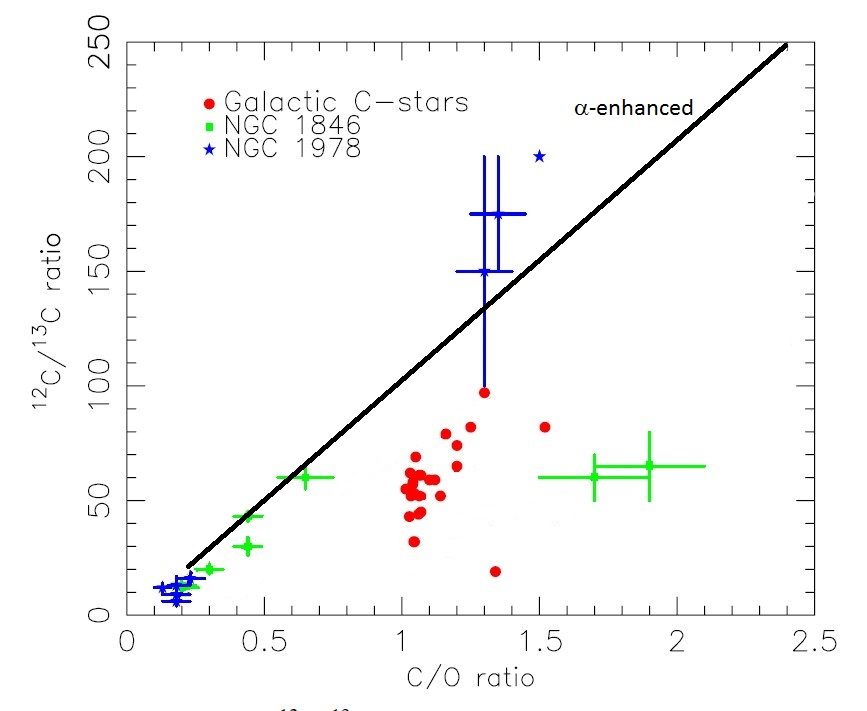 250
200
150
100
50
0
¹²C/¹³C ratio
Galactic C-stars
NGC 1846
NGC 1978
α-enhanced
0 0.5 1 1.5 2 2.5
C/O ratio